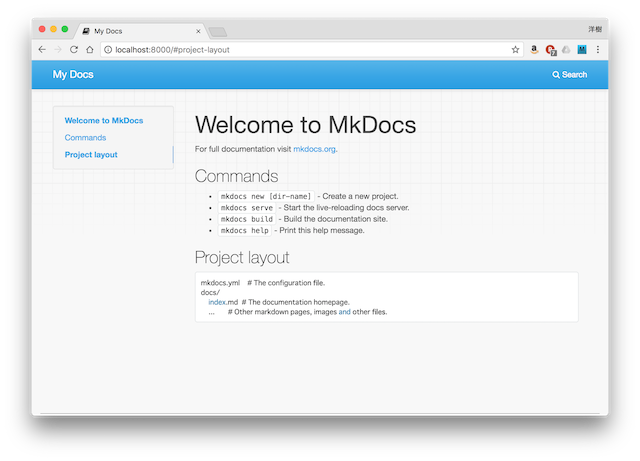 My Docs
洋樹
localhost:8000/#project-layout
My Docs
Search
Welcome to MkDocs
Commands
Project layout
Welcome to MkDocs
For full documentation visit mkdocs.org.
Commands
mkdocs new [dir-name] - Create a new project.
mkdocs serve - Start the live-reloading docs server.
mkdocs build - Build the documentation site.
mkdocs help - Print this help message.
Project layout
mkdocs.yml # The configuration file.
docs/
index.md # The documentation homepage.
... # Other markdown pages, images and other files.